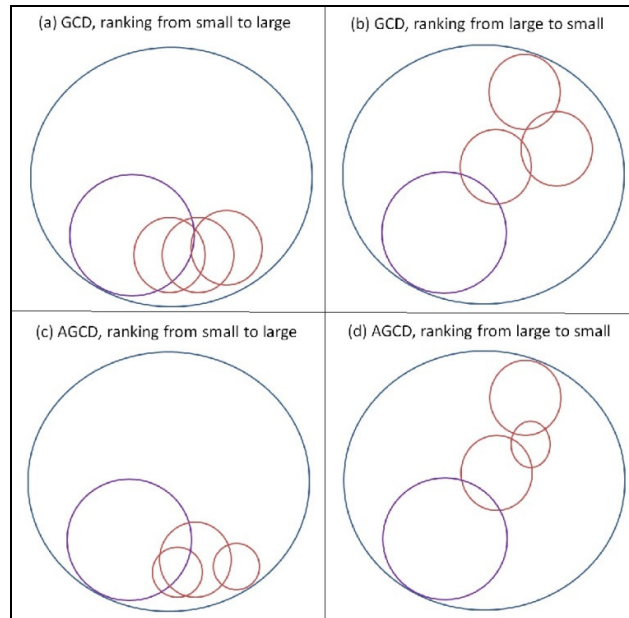 (a) GCD, ranking from small to large
(b) GCD, ranking from large to small
(c) AGCD, ranking from small to large
(d) AGCD, ranking from large to small